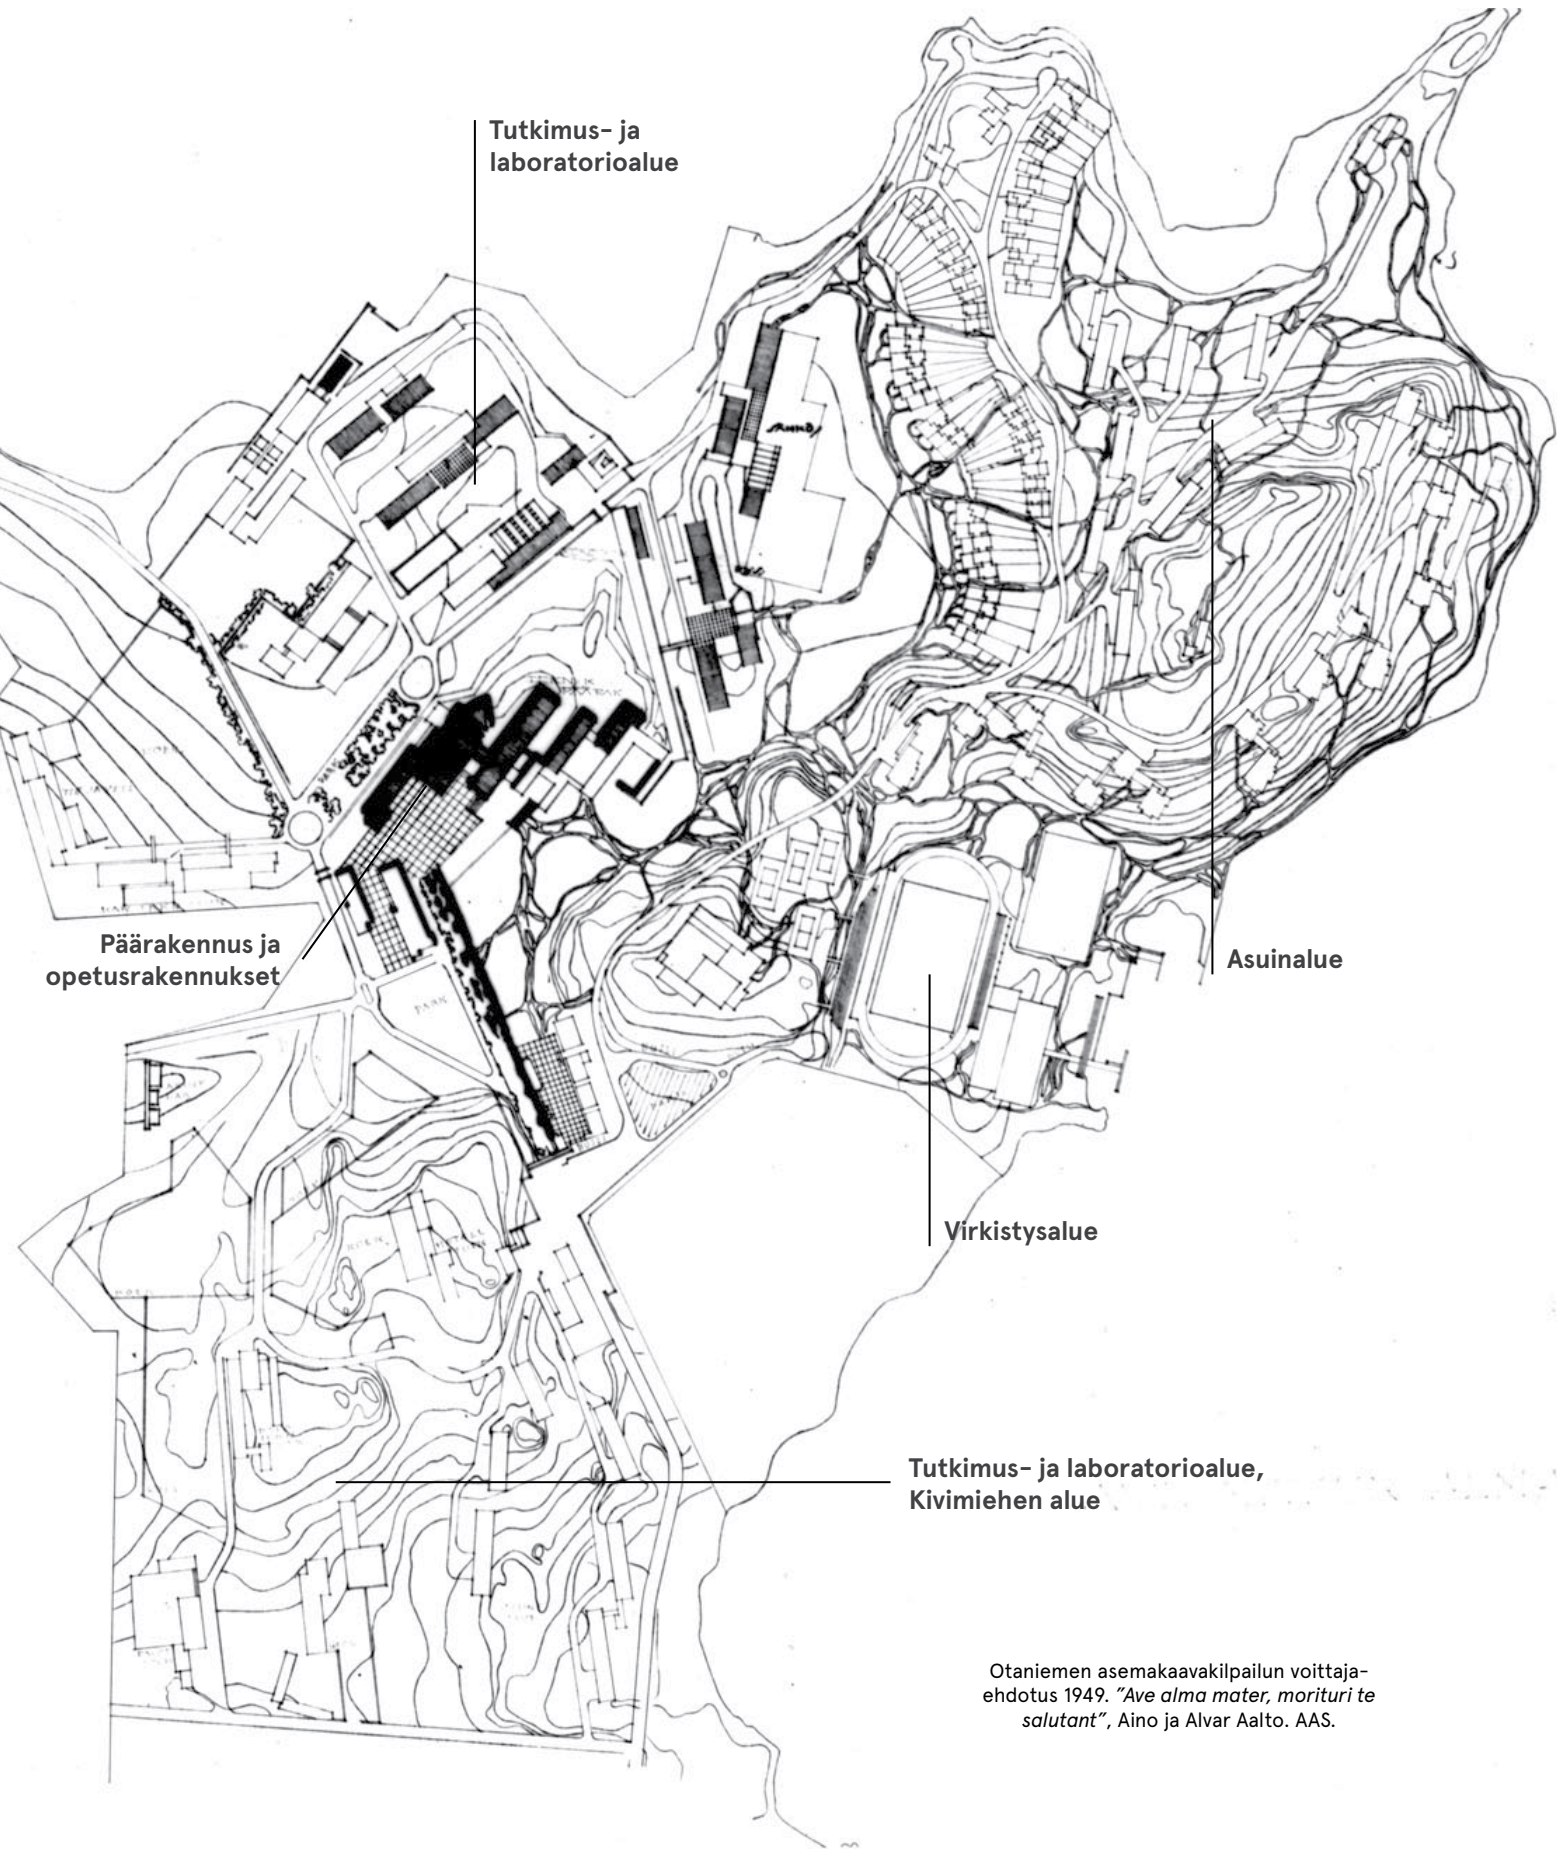 Tutkimus- ja
laboratorioalue
Päärakennus ja
opetusrakennukset
PARK
Asuinalue
Virkistysalue
Tutkimus- ja laboratorioalue,
Kivimiehen alue
Otaniemen asemakaavakilpailun voittaja-
ehdotus 1949. ”Ave alma mater, morituri te
salutant”, Aino ja Alvar Aalto. AAS.